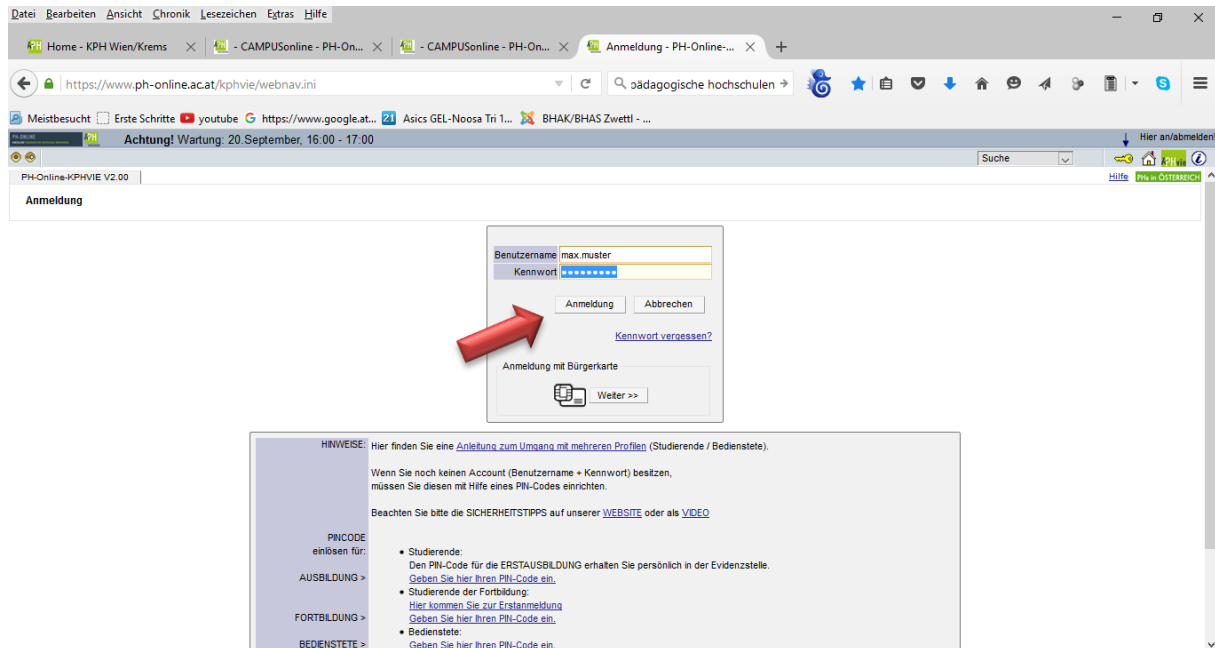 Datei Bearbeiten Ansicht Chronik Lesezeichen Extras Hilfe
Home - KPH Wien/Krems - CAMPUSonline - PH-On... - CAMPUSonline - PH-On... Anmeldung - PH-Online-...
https://www.ph-online.ac.at/kphvie/webnav.ini pädagogische hochschulen
Meistbesucht Erste Schritte youtube https://www.google.at... 21 Asics GEL-Noosa Tri 1... BHAK/BHAS Zwettl - ...
PH-ONLINE KPH Achtung! Wartung: 20.September, 16:00 - 17:00 Hier an/abmelden!
Suche KPHvie
PH-Online-KPHVIE V2.00 Hilfe PHs in ÖSTERREICH
Anmeldung
Benutzername max.muster
Kennwort
Anmeldung Abbrechen
Kennwort vergessen?
Anmeldung mit Bürgerkarte
Weiter >>
HINWEISE: Hier finden Sie eine Anleitung zum Umgang mit mehreren Profilen (Studierende / Bedienstete).
Wenn Sie noch keinen Account (Benutzername + Kennwort) besitzen,
müssen Sie diesen mit Hilfe eines PIN-Codes einrichten.
Beachten Sie bitte die SICHERHEITSTIPPS auf unserer WEBSITE oder als VIDEO
PINCODE
einlösen für: • Studierende:
Den PIN-Code für die ERSTAUSBILDUNG erhalten Sie persönlich in der Evidenzstelle.
AUSBILDUNG > Geben Sie hier Ihren PIN-Code ein.
• Studierende der Fortbildung:
Hier kommen Sie zur Erstanmeldung
FORTBILDUNG > Geben Sie hier Ihren PIN-Code ein.
• Bedienstete:
BEDIENSTETE > Geben Sie hier Ihren PIN-Code ein.